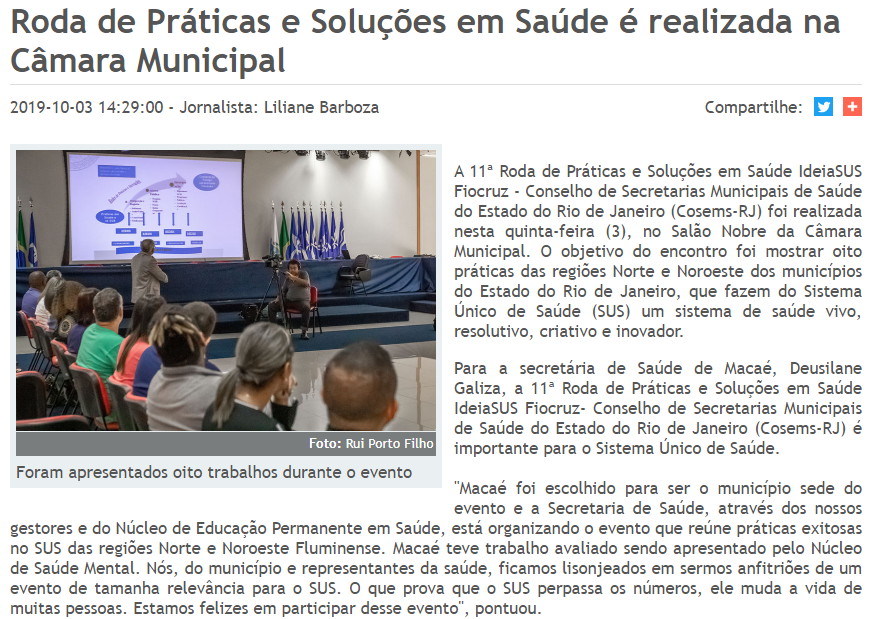 Roda de Práticas e Soluções em Saúde é realizada na
Câmara Municipal
2019-10-03 14:29:00 - Jornalista: Liliane Barboza
Compartilhe:
Foto: Rui Porto Filho
Foram apresentados oito trabalhos durante o evento
A 11ª Roda de Práticas e Soluções em Saúde IdeiaSUS
Fiocruz - Conselho de Secretarias Municipais de Saúde
do Estado do Rio de Janeiro (Cosems-RJ) foi realizada
nesta quinta-feira (3), no Salão Nobre da Câmara
Municipal. O objetivo do encontro foi mostrar oito
práticas das regiões Norte e Noroeste dos municípios
do Estado do Rio de Janeiro, que fazem do Sistema
Único de Saúde (SUS) um sistema de saúde vivo,
resolutivo, criativo e inovador.
Para a secretária de Saúde de Macaé, Deusilane
Galiza, a 11ª Roda de Práticas e Soluções em Saúde
IdeiaSUS Fiocruz- Conselho de Secretarias Municipais
de Saúde do Estado do Rio de Janeiro (Cosems-RJ) é
importante para o Sistema Único de Saúde.
"Macaé foi escolhido para ser o município sede do
evento e a Secretaria de Saúde, através dos nossos
gestores e do Núcleo de Educação Permanente em Saúde, está organizando o evento que reúne práticas exitosas
no SUS das regiões Norte e Noroeste Fluminense. Macaé teve trabalho avaliado sendo apresentado pelo Núcleo
de Saúde Mental. Nós, do município e representantes da saúde, ficamos lisonjeados em sermos anfitriões de um
evento de tamanha relevância para o SUS. O que prova que o SUS perpassa os números, ele muda a vida de
muitas pessoas. Estamos felizes em participar desse evento", pontuou.